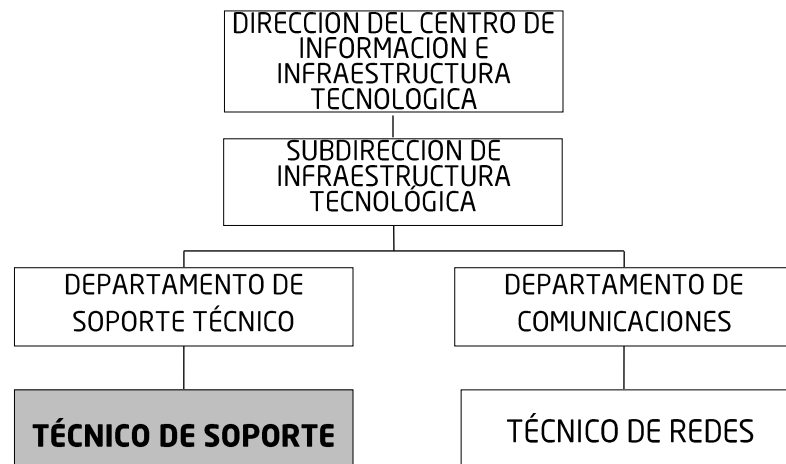 DIRECCION DEL CENTRO DE
INFORMACION E
INFRAESTRUCTURA
TECNOLOGICA
SUBDIRECCION DE
INFRAESTRUCTURA
TECNOLÓGICA
DEPARTAMENTO DE
SOPORTE TÉCNICO
DEPARTAMENTO DE
COMUNICACIONES
TÉCNICO DE SOPORTE
TÉCNICO DE REDES